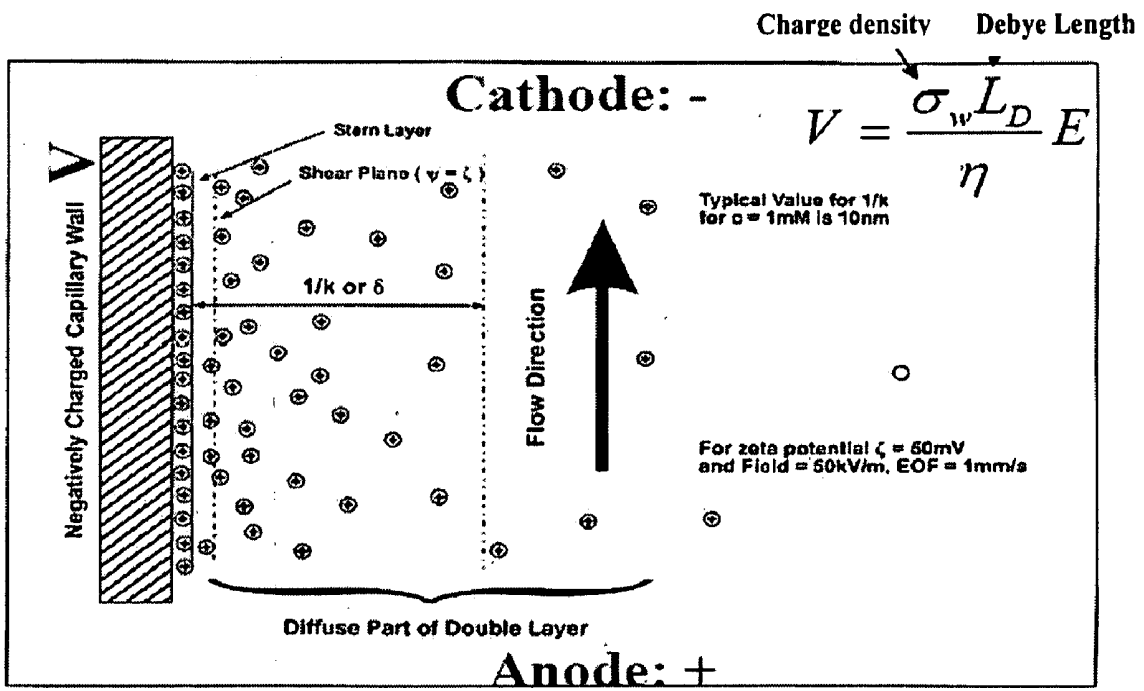 Charge density Debye Length
Cathode: -
V = σ_w L_D / η E
Stern Layer
Shear Plane ( ψ = ζ )
V
Typical Value for 1/k
for c = 1mM is 10nm
1/k or δ
Negatively Charged Capillary Wall
Flow Direction
For zeta potential ζ = 50mV
and Field = 50kV/m, EOF = 1mm/s
Diffuse Part of Double Layer
Anode: +